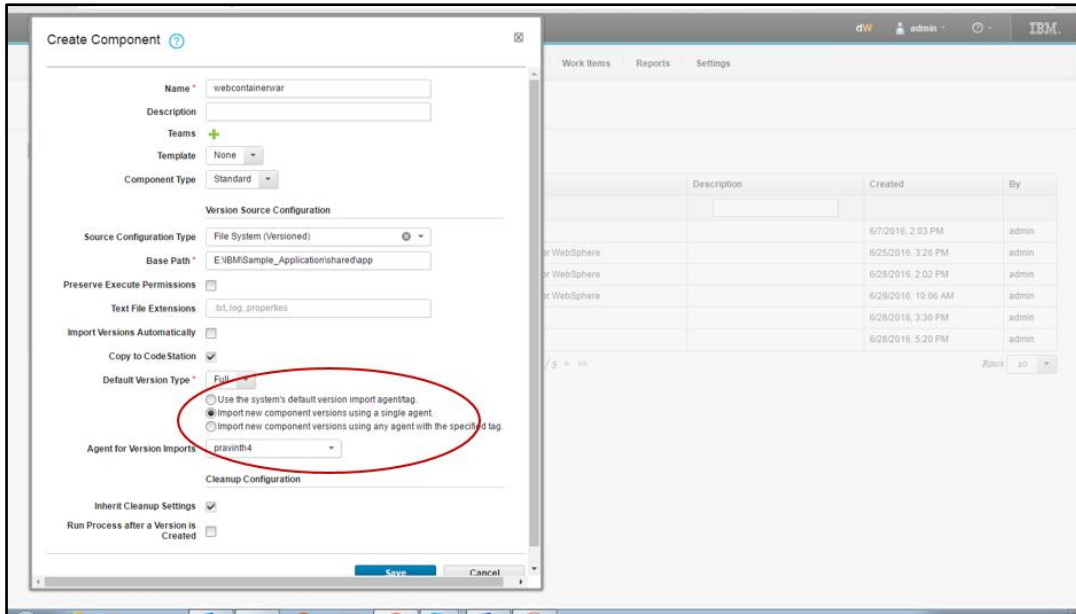 dW admin IBM.
Create Component ?
Work Items Reports Settings
Name * webcontainerwar
Description
Teams
Template None
Component Type Standard
Version Source Configuration
Source Configuration Type File System (Versioned)
Base Path * E:\IBM\Sample_Application\shared\app
Preserve Execute Permissions
Text File Extensions .txt,.log,.properties
Import Versions Automatically
Copy to CodeStation
Default Version Type * Full
Use the system's default version import agent/tag.
Import new component versions using a single agent.
Import new component versions using any agent with the specified tag.
Agent for Version Imports pravinth4
Cleanup Configuration
Inherit Cleanup Settings
Run Process after a Version is
Created
Save Cancel
Description Created By
6/7/2016, 2:03 PM admin
or WebSphere 6/25/2016, 3:26 PM admin
or WebSphere 6/28/2016, 2:02 PM admin
or WebSphere 6/29/2016, 10:06 AM admin
6/28/2016, 3:30 PM admin
6/28/2016, 5:20 PM admin
/ 5 Rows 10